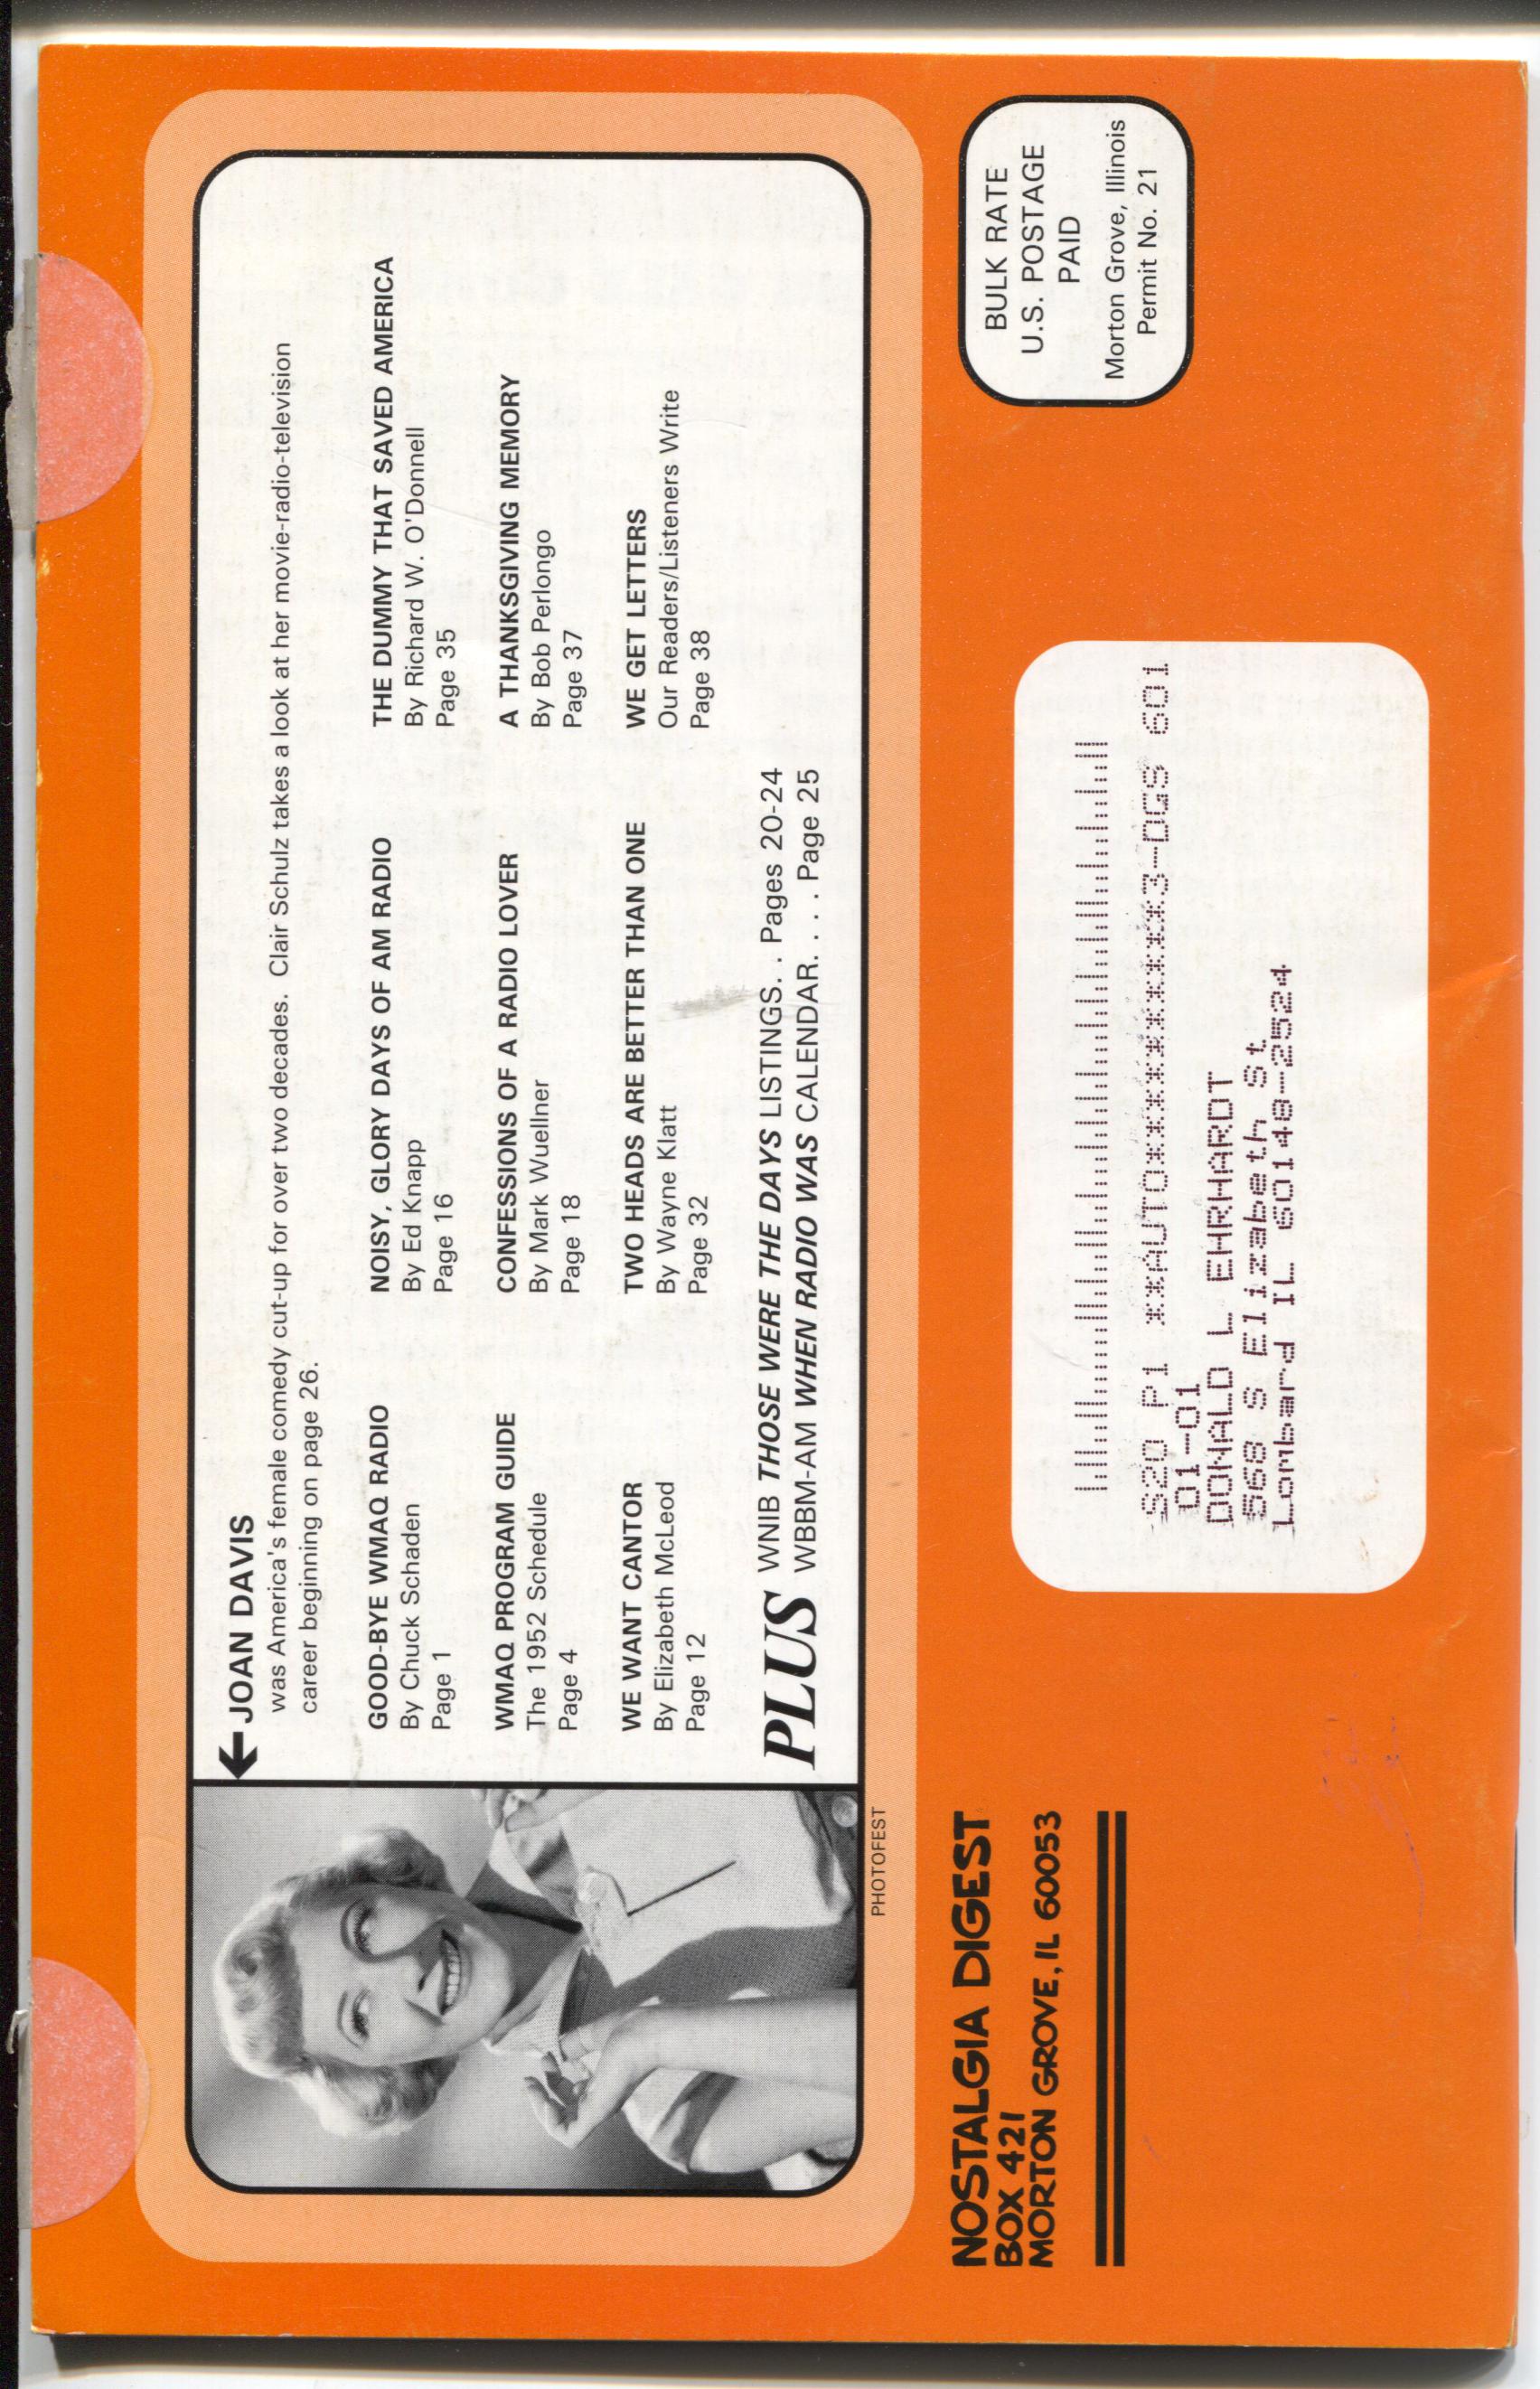 JOAN DAVIS
was America's female comedy cut-up for over two decades. Clair Schulz takes a look at her movie-radio-television
career beginning on page 26.
GOOD-BYE WMAQ RADIO
By Chuck Schaden
Page 1
WMAQ PROGRAM GUIDE
The 1952 Schedule
Page 4
WE WANT CANTOR
By Elizabeth McLeod
Page 12
NOISY, GLORY DAYS OF AM RADIO
By Ed Knapp
Page 16
CONFESSIONS OF A RADIO LOVER
By Mark Wuellner
Page 18
TWO HEADS ARE BETTER THAN ONE
By Wayne Klatt
Page 32
THE DUMMY THAT SAVED AMERICA
By Richard W. O'Donnell
Page 35
A THANKSGIVING MEMORY
By Bob Perlongo
Page 37
WE GET LETTERS
Our Readers/Listeners Write
Page 38
PLUS WNIB THOSE WERE THE DAYS LISTINGS. . Pages 20-24
WBBM-AM WHEN RADIO WAS CALENDAR. . . . Page 25
PHOTOFEST
NOSTALGIA DIGEST
BOX 421
MORTON GROVE, IL 60053
BULK RATE
U.S. POSTAGE
PAID
Morton Grove, Illinois
Permit No. 21
S20 P1 **AUTO**********3-DGS 601
01-01
DONALD L EHRHARDT
568 S Elizabeth St
Lombard IL 60148-2524